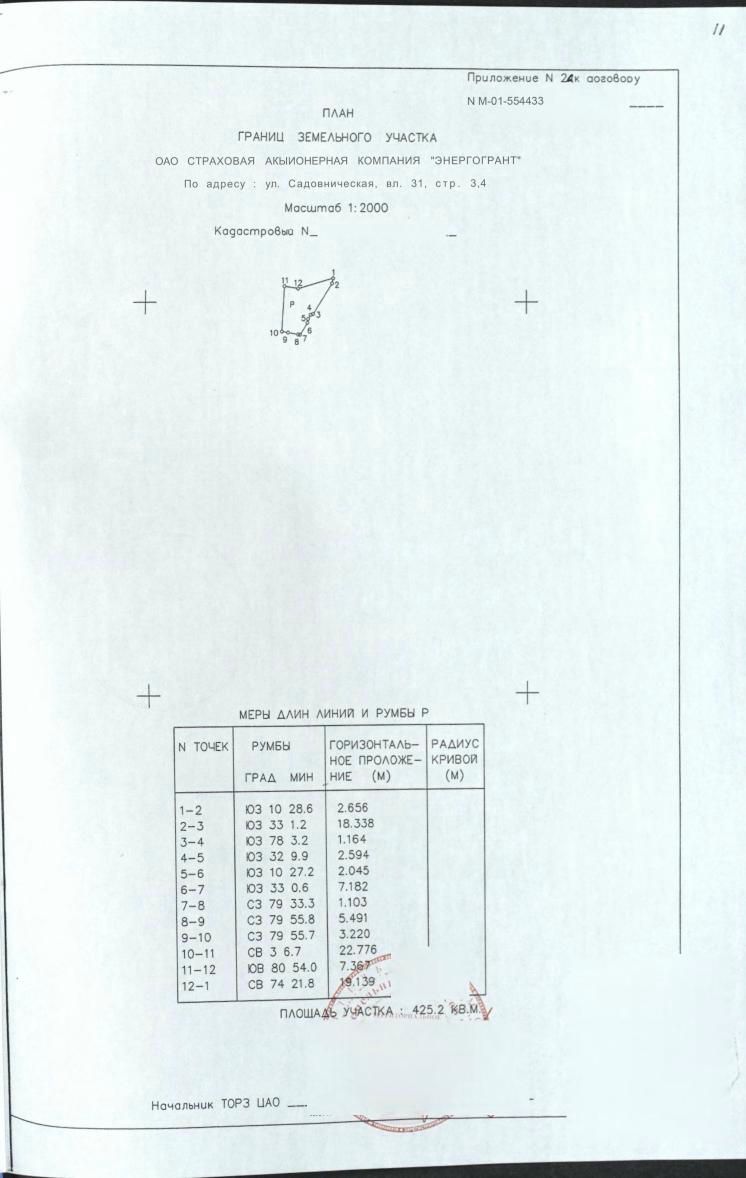 11
Приложение N 2 к договору
N М-01-554433
ПЛАН
ГРАНИЦ ЗЕМЕЛЬНОГО УЧАСТКА
ОАО СТРАХОВАЯ АКЫИОНЕРНАЯ КОМПАНИЯ "ЭНЕРГОГРАНТ"
По адресу : ул. Садовническая, вл. 31, стр. 3,4
Масштаб 1:2000
Кадастровый N
1
11 12
2
Р
4
5 3
10 6
9 8 7
МЕРЫ ДЛИН ЛИНИЙ И РУМБЫ Р
N ТОЧЕК РУМБЫ ГОРИЗОНТАЛЬ- РАДИУС
НОЕ ПРОЛОЖЕ- КРИВОЙ
ГРАД МИН НИЕ (М) (М)
1-2 ЮЗ 10 28.6 2.656
2-3 ЮЗ 33 1.2 18.338
3-4 ЮЗ 78 3.2 1.164
4-5 ЮЗ 32 9.9 2.594
5-6 ЮЗ 10 27.2 2.045
6-7 ЮЗ 33 0.6 7.182
7-8 СЗ 79 33.3 1.103
8-9 СЗ 79 55.8 5.491
9-10 СЗ 79 55.7 3.220
10-11 СВ 3 6.7 22.776
11-12 ЮВ 80 54.0 7.367
12-1 СВ 74 21.8 19.139
ПЛОЩАДЬ УЧАСТКА : 425.2 КВ.М.
Начальник ТОРЗ ЦАО